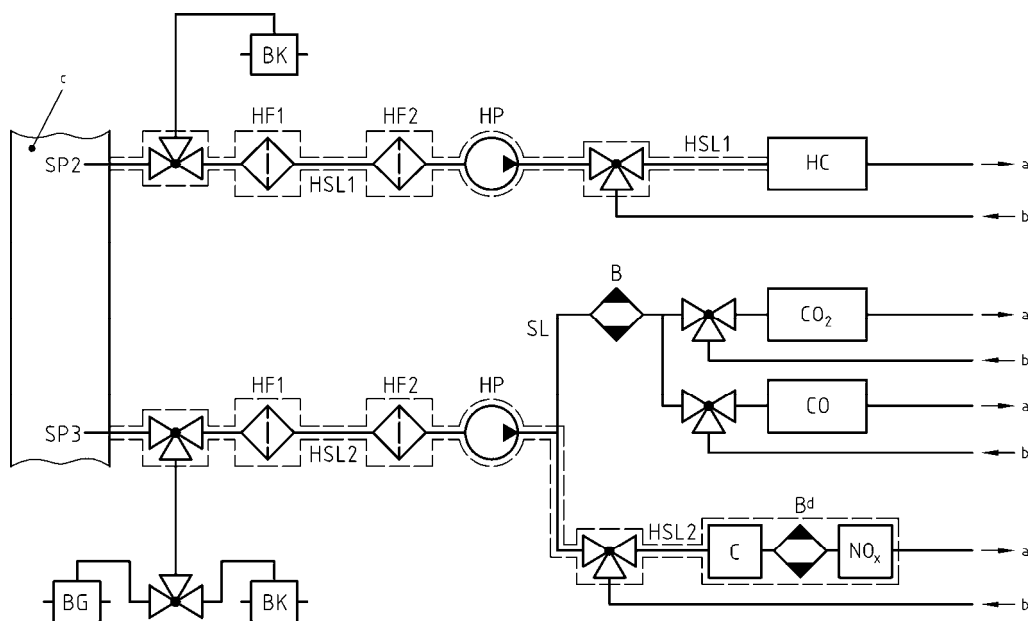 BK
c
HF1 HF2 HP
SP2
HSL1
HSL1
HC
a
b
B
SL
CO₂
a
b
HF1 HF2 HP
CO
a
SP3
HSL2
b
Bᵈ
HSL2
C
NOₓ
a
BG
BK
b